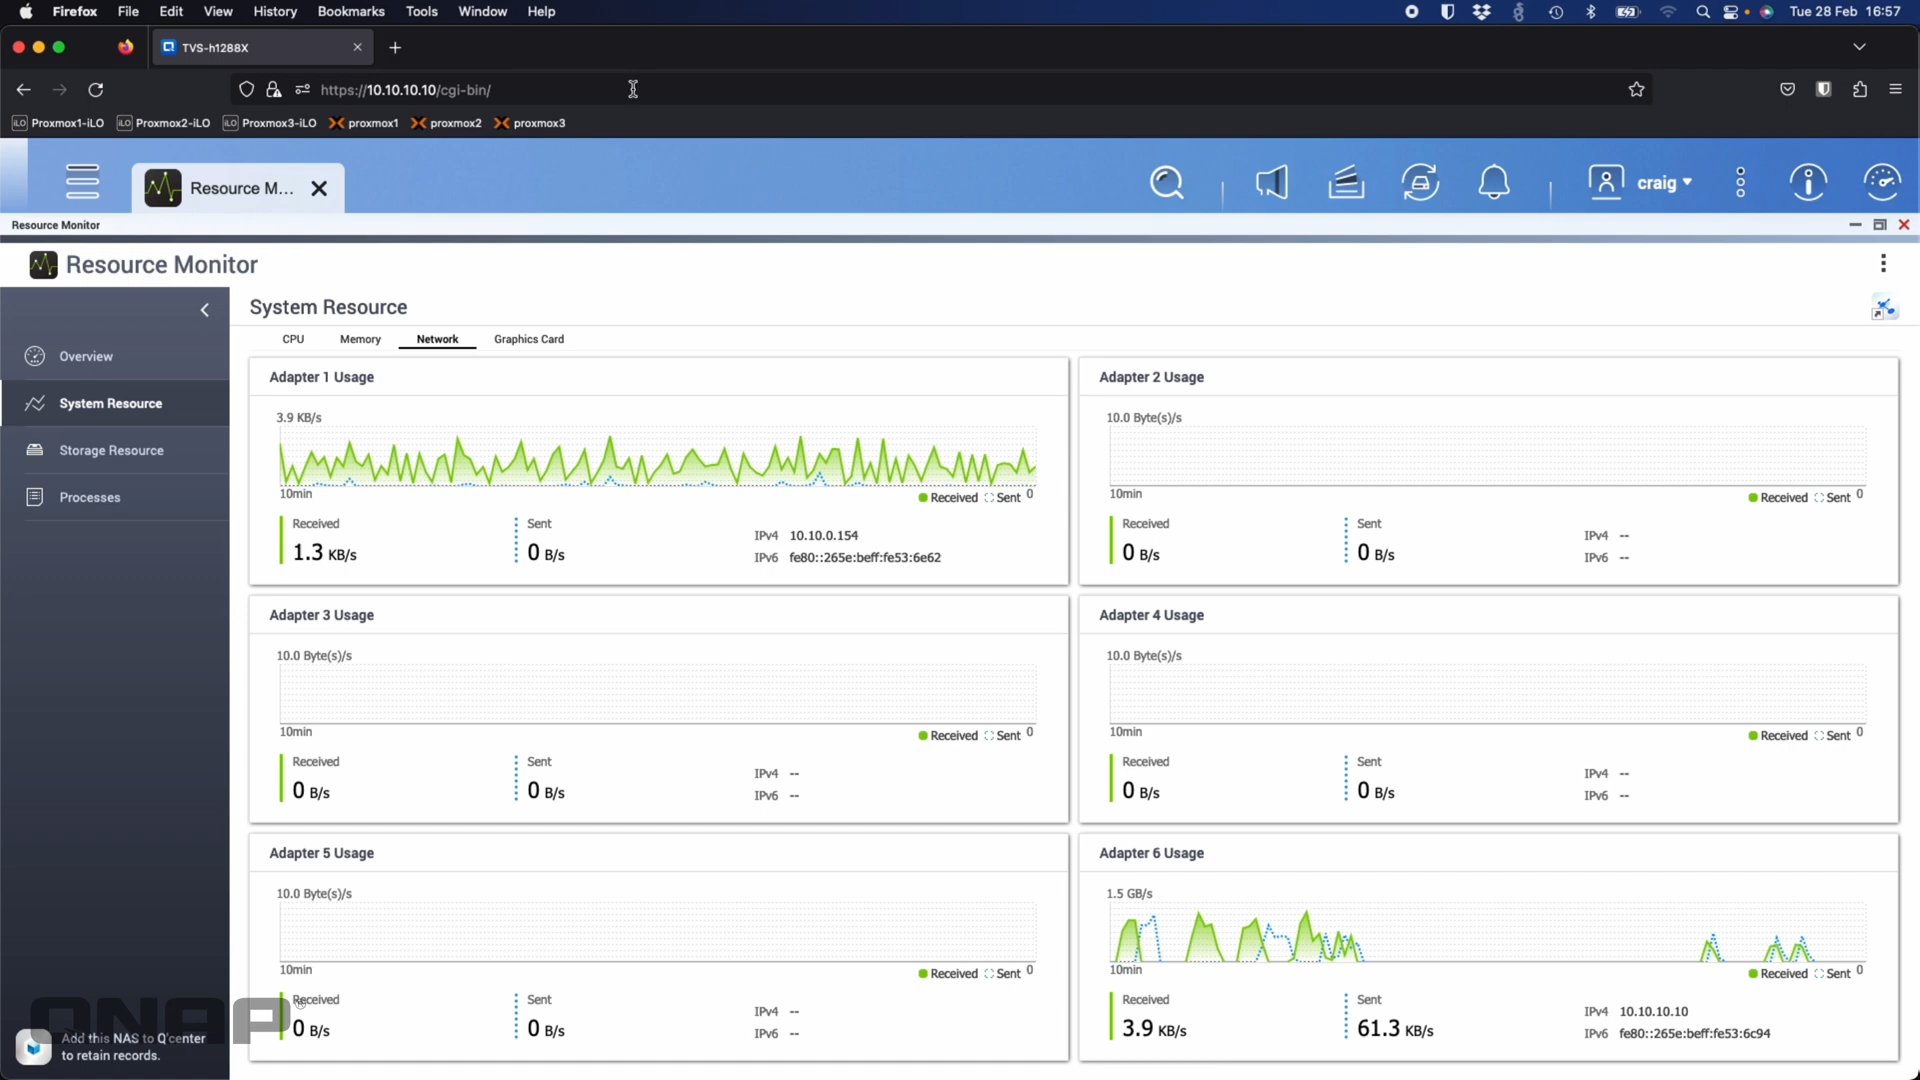 Firefox File Edit View History Bookmarks Tools Window Help Tue 28 Feb 16:57
TVS-h1288X
https://10.10.10.10/cgi-bin/
iLO Proxmox1-iLO iLO Proxmox2-iLO iLO Proxmox3-iLO proxmox1 proxmox2 proxmox3
Resource M... craig
Resource Monitor
Resource Monitor
System Resource
CPU Memory Network Graphics Card
Overview
System Resource
Storage Resource
Processes
Adapter 1 Usage
3.9 KB/s
10min Received Sent 0
Received Sent
1.3 KB/s 0 B/s
IPv4 10.10.0.154
IPv6 fe80::265e:beff:fe53:6e62
Adapter 2 Usage
10.0 Byte(s)/s
10min Received Sent 0
Received Sent
0 B/s 0 B/s
IPv4 --
IPv6 --
Adapter 3 Usage
10.0 Byte(s)/s
10min Received Sent 0
Received Sent
0 B/s 0 B/s
IPv4 --
IPv6 --
Adapter 4 Usage
10.0 Byte(s)/s
10min Received Sent 0
Received Sent
0 B/s 0 B/s
IPv4 --
IPv6 --
Adapter 5 Usage
10.0 Byte(s)/s
10min Received Sent 0
Received Sent
0 B/s 0 B/s
IPv4 --
IPv6 --
Adapter 6 Usage
1.5 GB/s
10min Received Sent 0
Received Sent
3.9 KB/s 61.3 KB/s
IPv4 10.10.10.10
IPv6 fe80::265e:beff:fe53:6c94
QNAP®
Add this NAS to Q'center
to retain records.